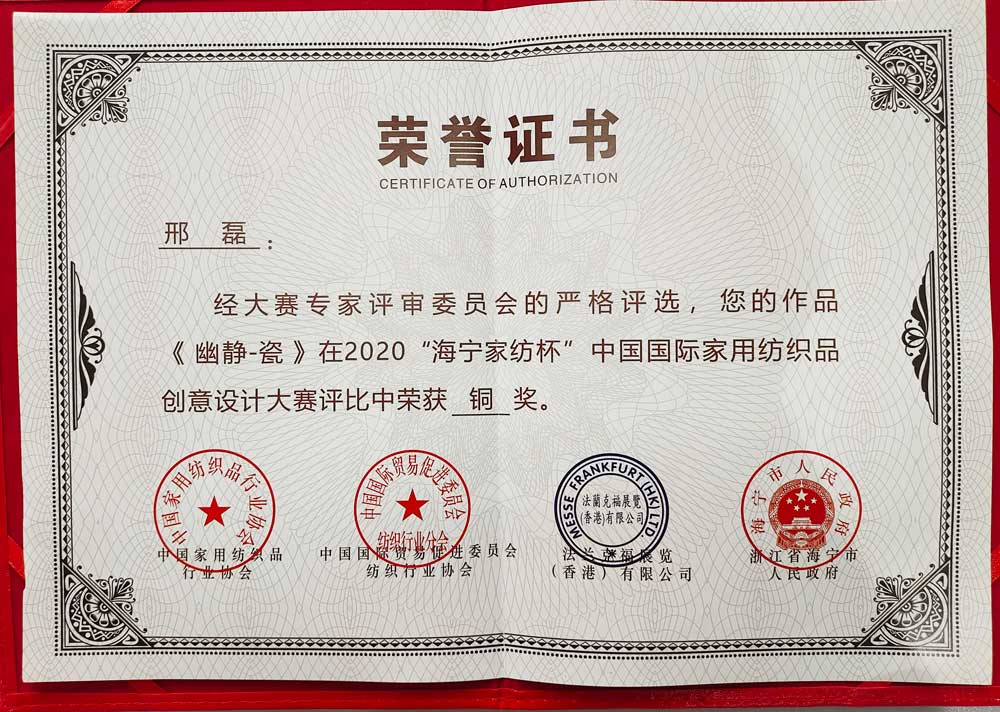 荣誉证书
CERTIFICATE OF AUTHORIZATION
邢 磊：
经大赛专家评审委员会的严格评选，您的作品
《幽静-瓷》在2020“海宁家纺杯”中国国际家用纺织品
创意设计大赛评比中荣获 铜 奖。
中国家用纺织品行业协会
中国国际贸易促进委员会
纺织行业分会
MESSE FRANKFURT (HK) LTD.
法蘭克福展覽
(香港)有限公司
海宁市人民政府
中国家用纺织品
行业协会
中国国际贸易促进委员会
纺织行业协会
法兰克福展览
（香港）有限公司
浙江省海宁市
人民政府